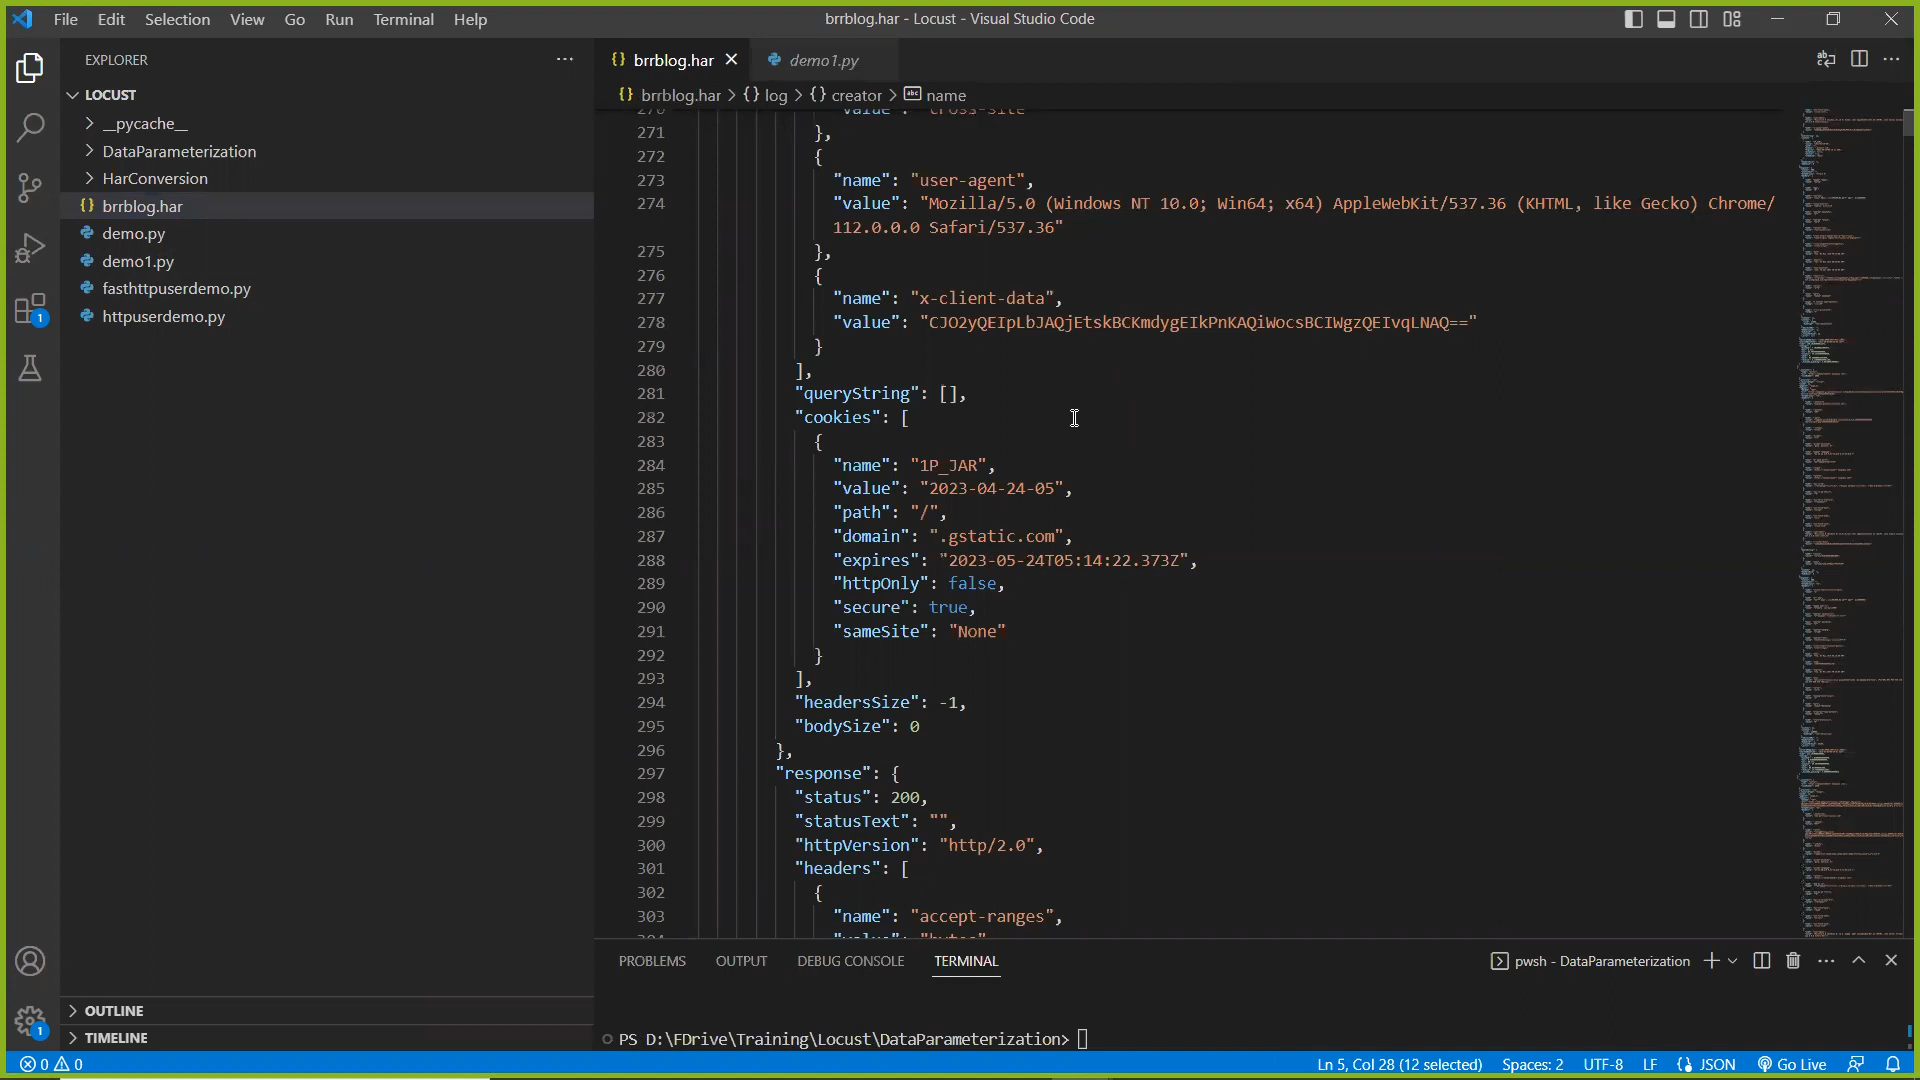 File Edit Selection View Go Run Terminal Help
brrblog.har - Locust - Visual Studio Code
EXPLORER
LOCUST
__pycache__
DataParameterization
HarConversion
{} brrblog.har
demo.py
demo1.py
fasthttpuserdemo.py
httpuserdemo.py
OUTLINE
TIMELINE
{} brrblog.har demo1.py
{} brrblog.har > {} log > {} creator > abc name
271 },
272 {
273 "name": "user-agent",
274 "value": "Mozilla/5.0 (Windows NT 10.0; Win64; x64) AppleWebKit/537.36 (KHTML, like Gecko) Chrome/
112.0.0.0 Safari/537.36"
275 },
276 {
277 "name": "x-client-data",
278 "value": "CJO2yQEIpLbJAQjEtskBCKmdygEIkPnKAQiWocsBCIWgzQEIvqLNAQ=="
279 }
280 ],
281 "queryString": [],
282 "cookies": [
283 {
284 "name": "1P_JAR",
285 "value": "2023-04-24-05",
286 "path": "/",
287 "domain": ".gstatic.com",
288 "expires": "2023-05-24T05:14:22.373Z",
289 "httpOnly": false,
290 "secure": true,
291 "sameSite": "None"
292 }
293 ],
294 "headersSize": -1,
295 "bodySize": 0
296 },
297 "response": {
298 "status": 200,
299 "statusText": "",
300 "httpVersion": "http/2.0",
301 "headers": [
302 {
303 "name": "accept-ranges",
PROBLEMS OUTPUT DEBUG CONSOLE TERMINAL
pwsh - DataParameterization
PS D:\FDrive\Training\Locust\DataParameterization>
1
1
0 0
Ln 5, Col 28 (12 selected) Spaces: 2 UTF-8 LF {} JSON Go Live